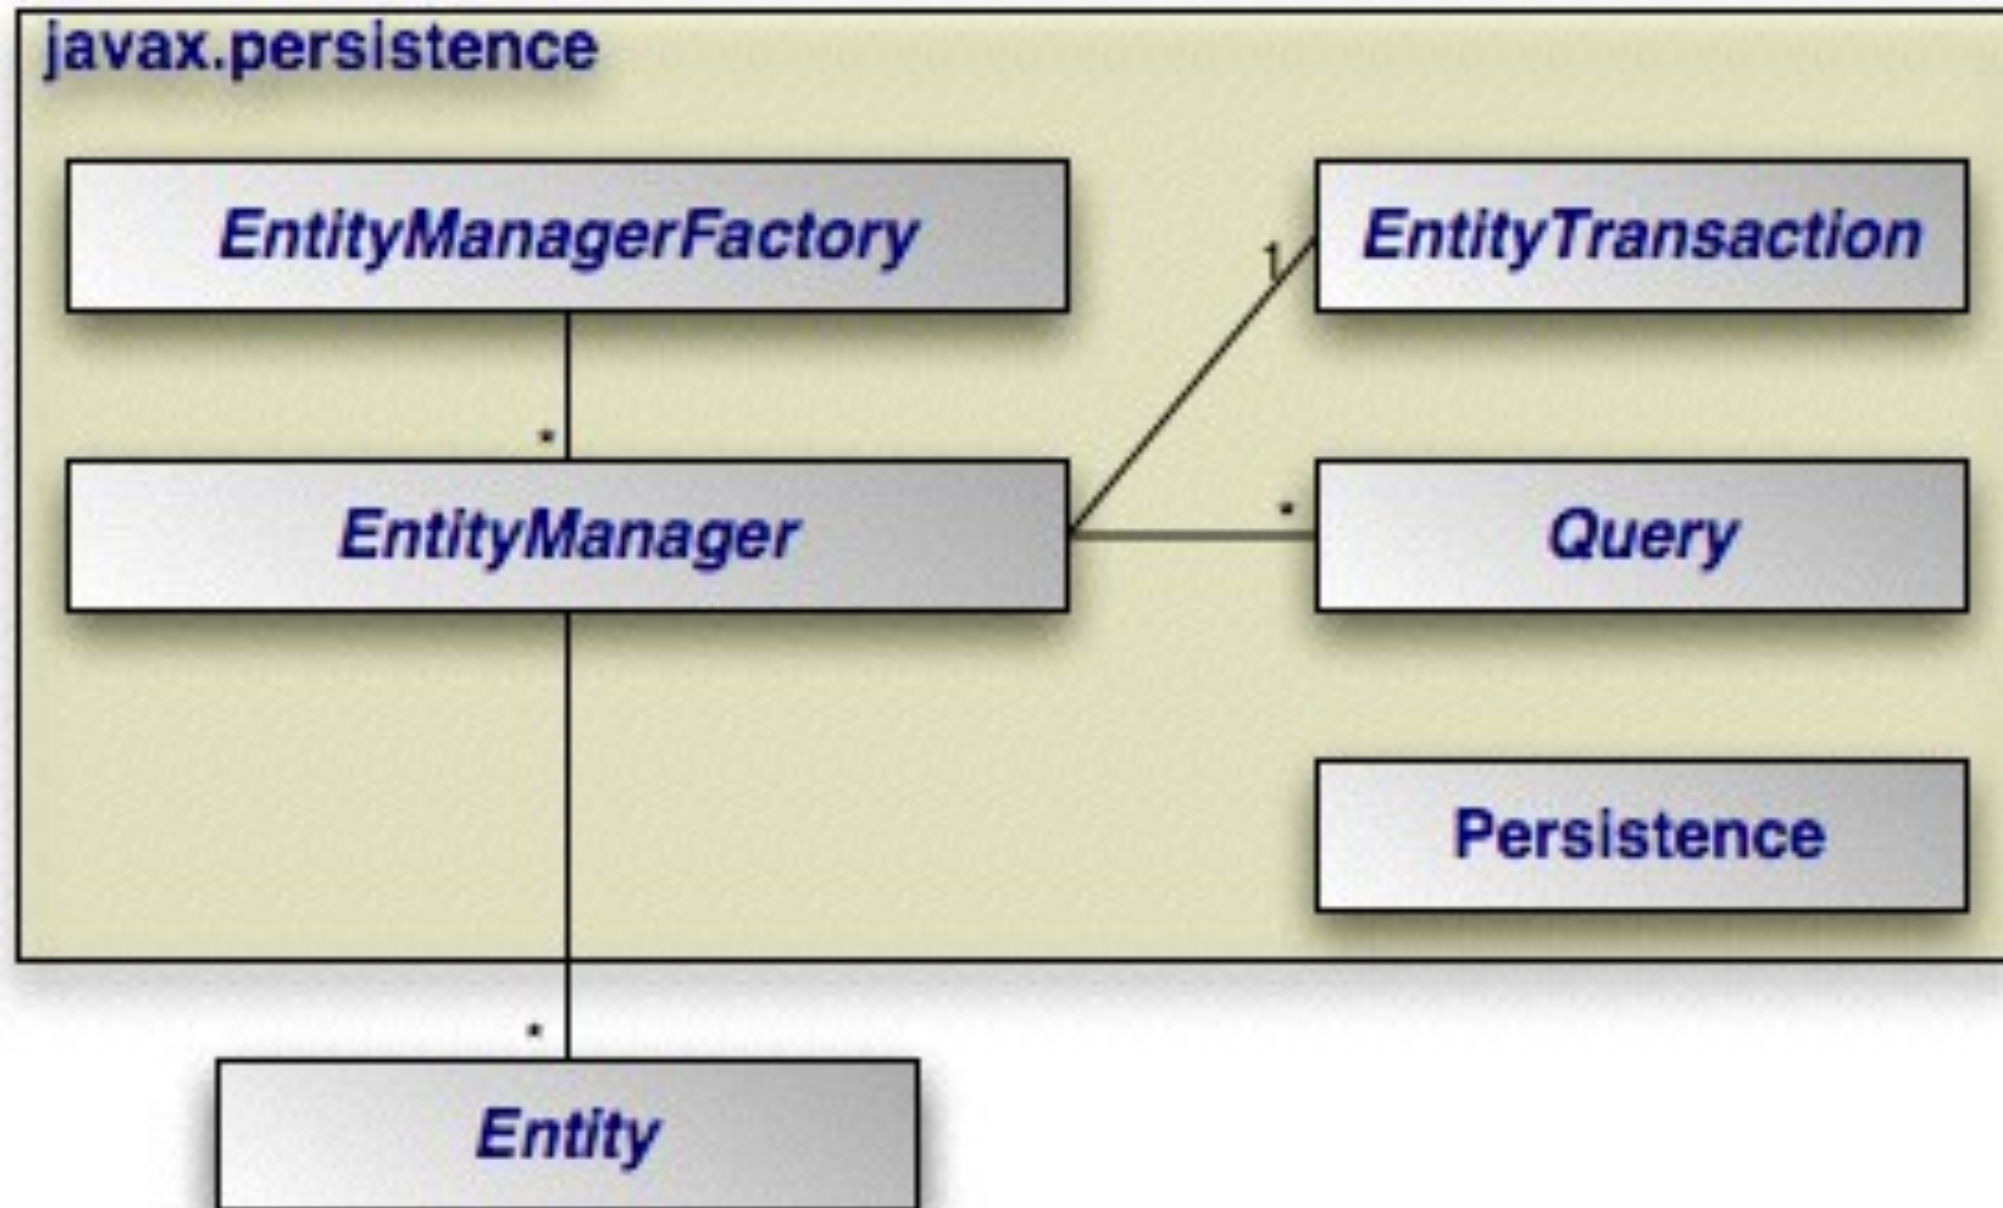 javax.persistence
EntityManagerFactory
EntityTransaction
1
*
EntityManager
*
Query
Persistence
*
Entity